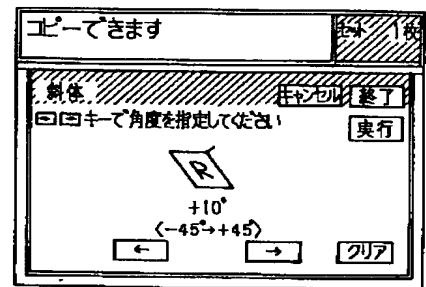 コピーできます
セット 1枚
斜体 キャンセル 終了
←→キーで角度を指定してください
実行
R
+10°
(-45°→+45°)
← → クリア